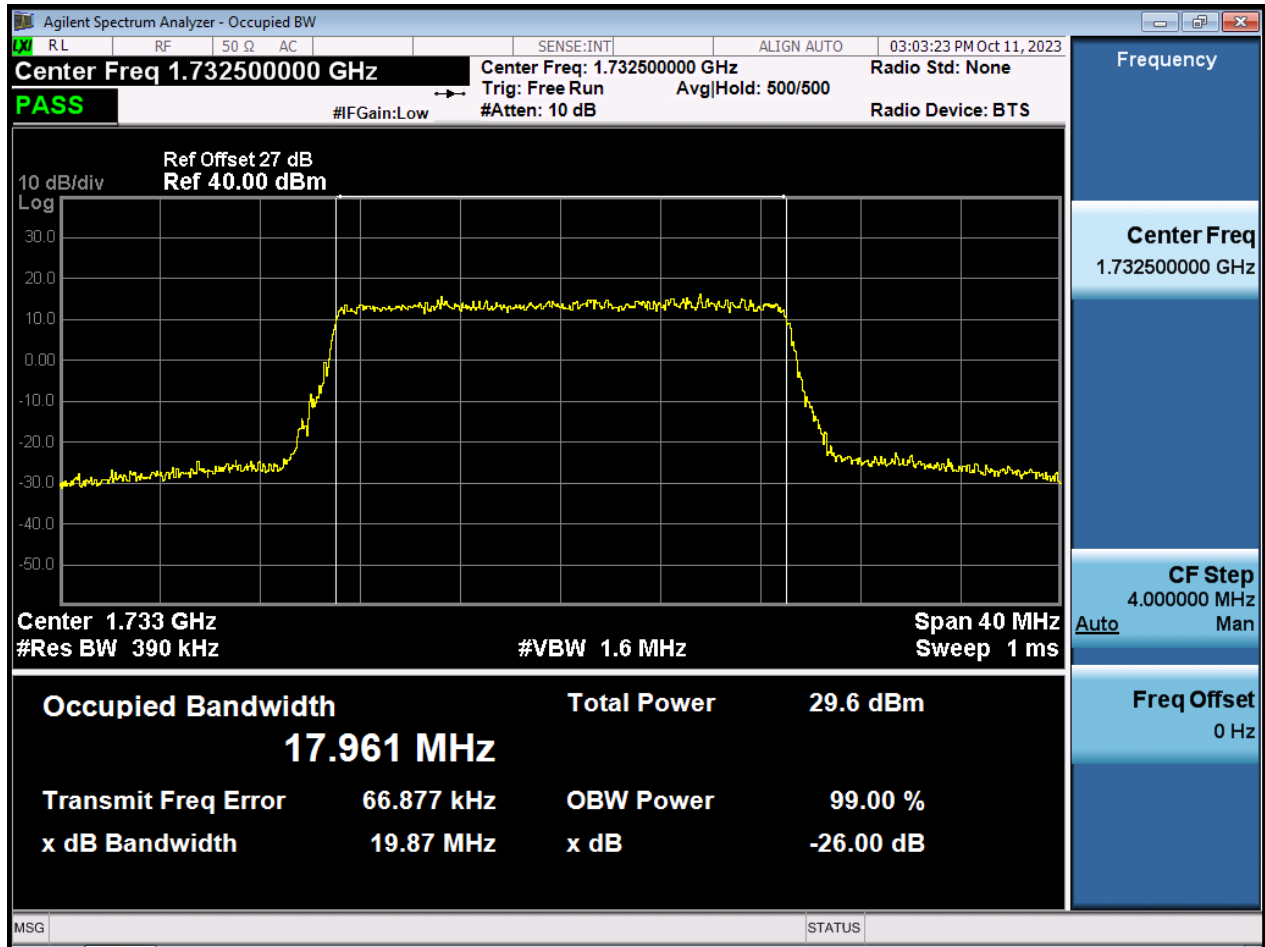 Agilent Spectrum Analyzer - Occupied BW
LXI RL RF 50 Ω AC SENSE:INT ALIGN AUTO 03:03:23 PM Oct 11, 2023
Center Freq 1.732500000 GHz
PASS
#IFGain:Low
Center Freq: 1.732500000 GHz
Trig: Free Run Avg|Hold: 500/500
#Atten: 10 dB
Radio Std: None
Radio Device: BTS
Ref Offset 27 dB
10 dB/div Ref 40.00 dBm
Log
30.0
20.0
10.0
0.00
-10.0
-20.0
-30.0
-40.0
-50.0
Center 1.733 GHz Span 40 MHz
#Res BW 390 kHz #VBW 1.6 MHz Sweep 1 ms
Occupied Bandwidth Total Power 29.6 dBm
17.961 MHz
Transmit Freq Error 66.877 kHz OBW Power 99.00 %
x dB Bandwidth 19.87 MHz x dB -26.00 dB
MSG STATUS
Frequency
Center Freq
1.732500000 GHz
CF Step
4.000000 MHz
Auto Man
Freq Offset
0 Hz